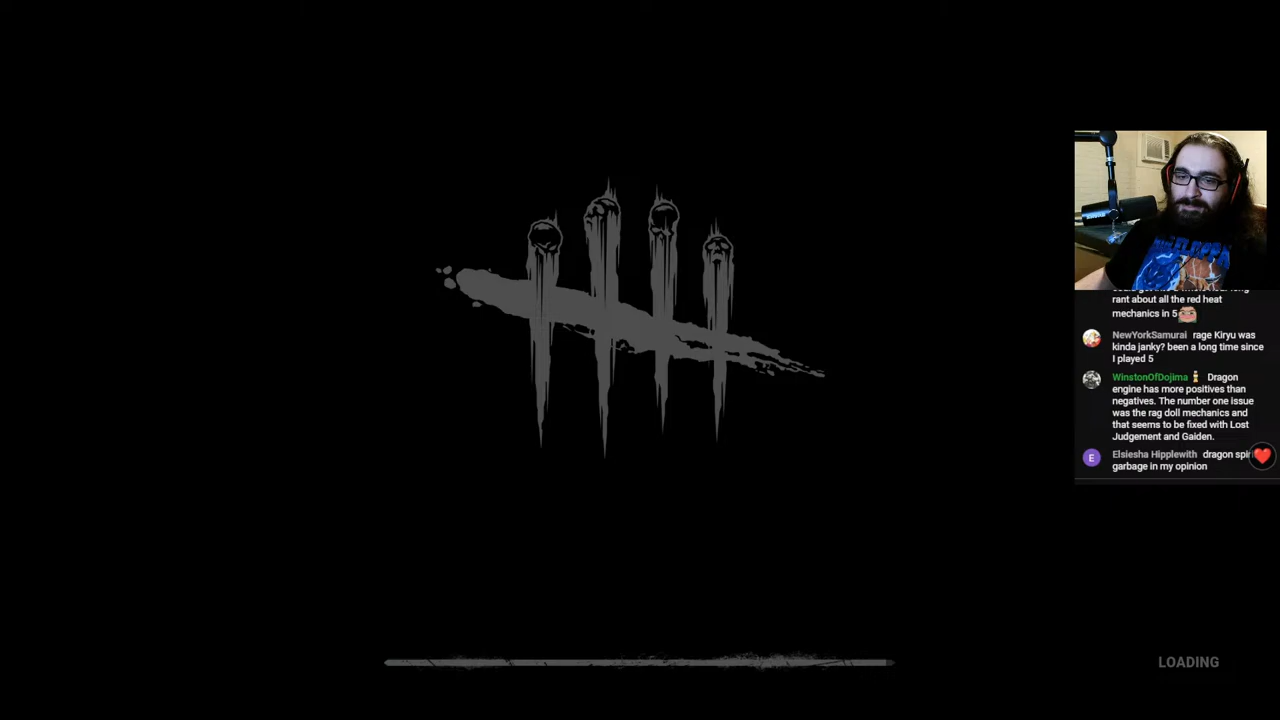 rant about all the red heat
mechanics in 5
NewYorkSamurai rage Kiryu was
kinda janky? been a long time since
I played 5
WinstonOfDojima Dragon
engine has more positives than
negatives. The number one issue
was the rag doll mechanics and
that seems to be fixed with Lost
Judgement and Gaiden.
E
Elsiesha Hipplewith dragon
garbage in my opinion
LOADING